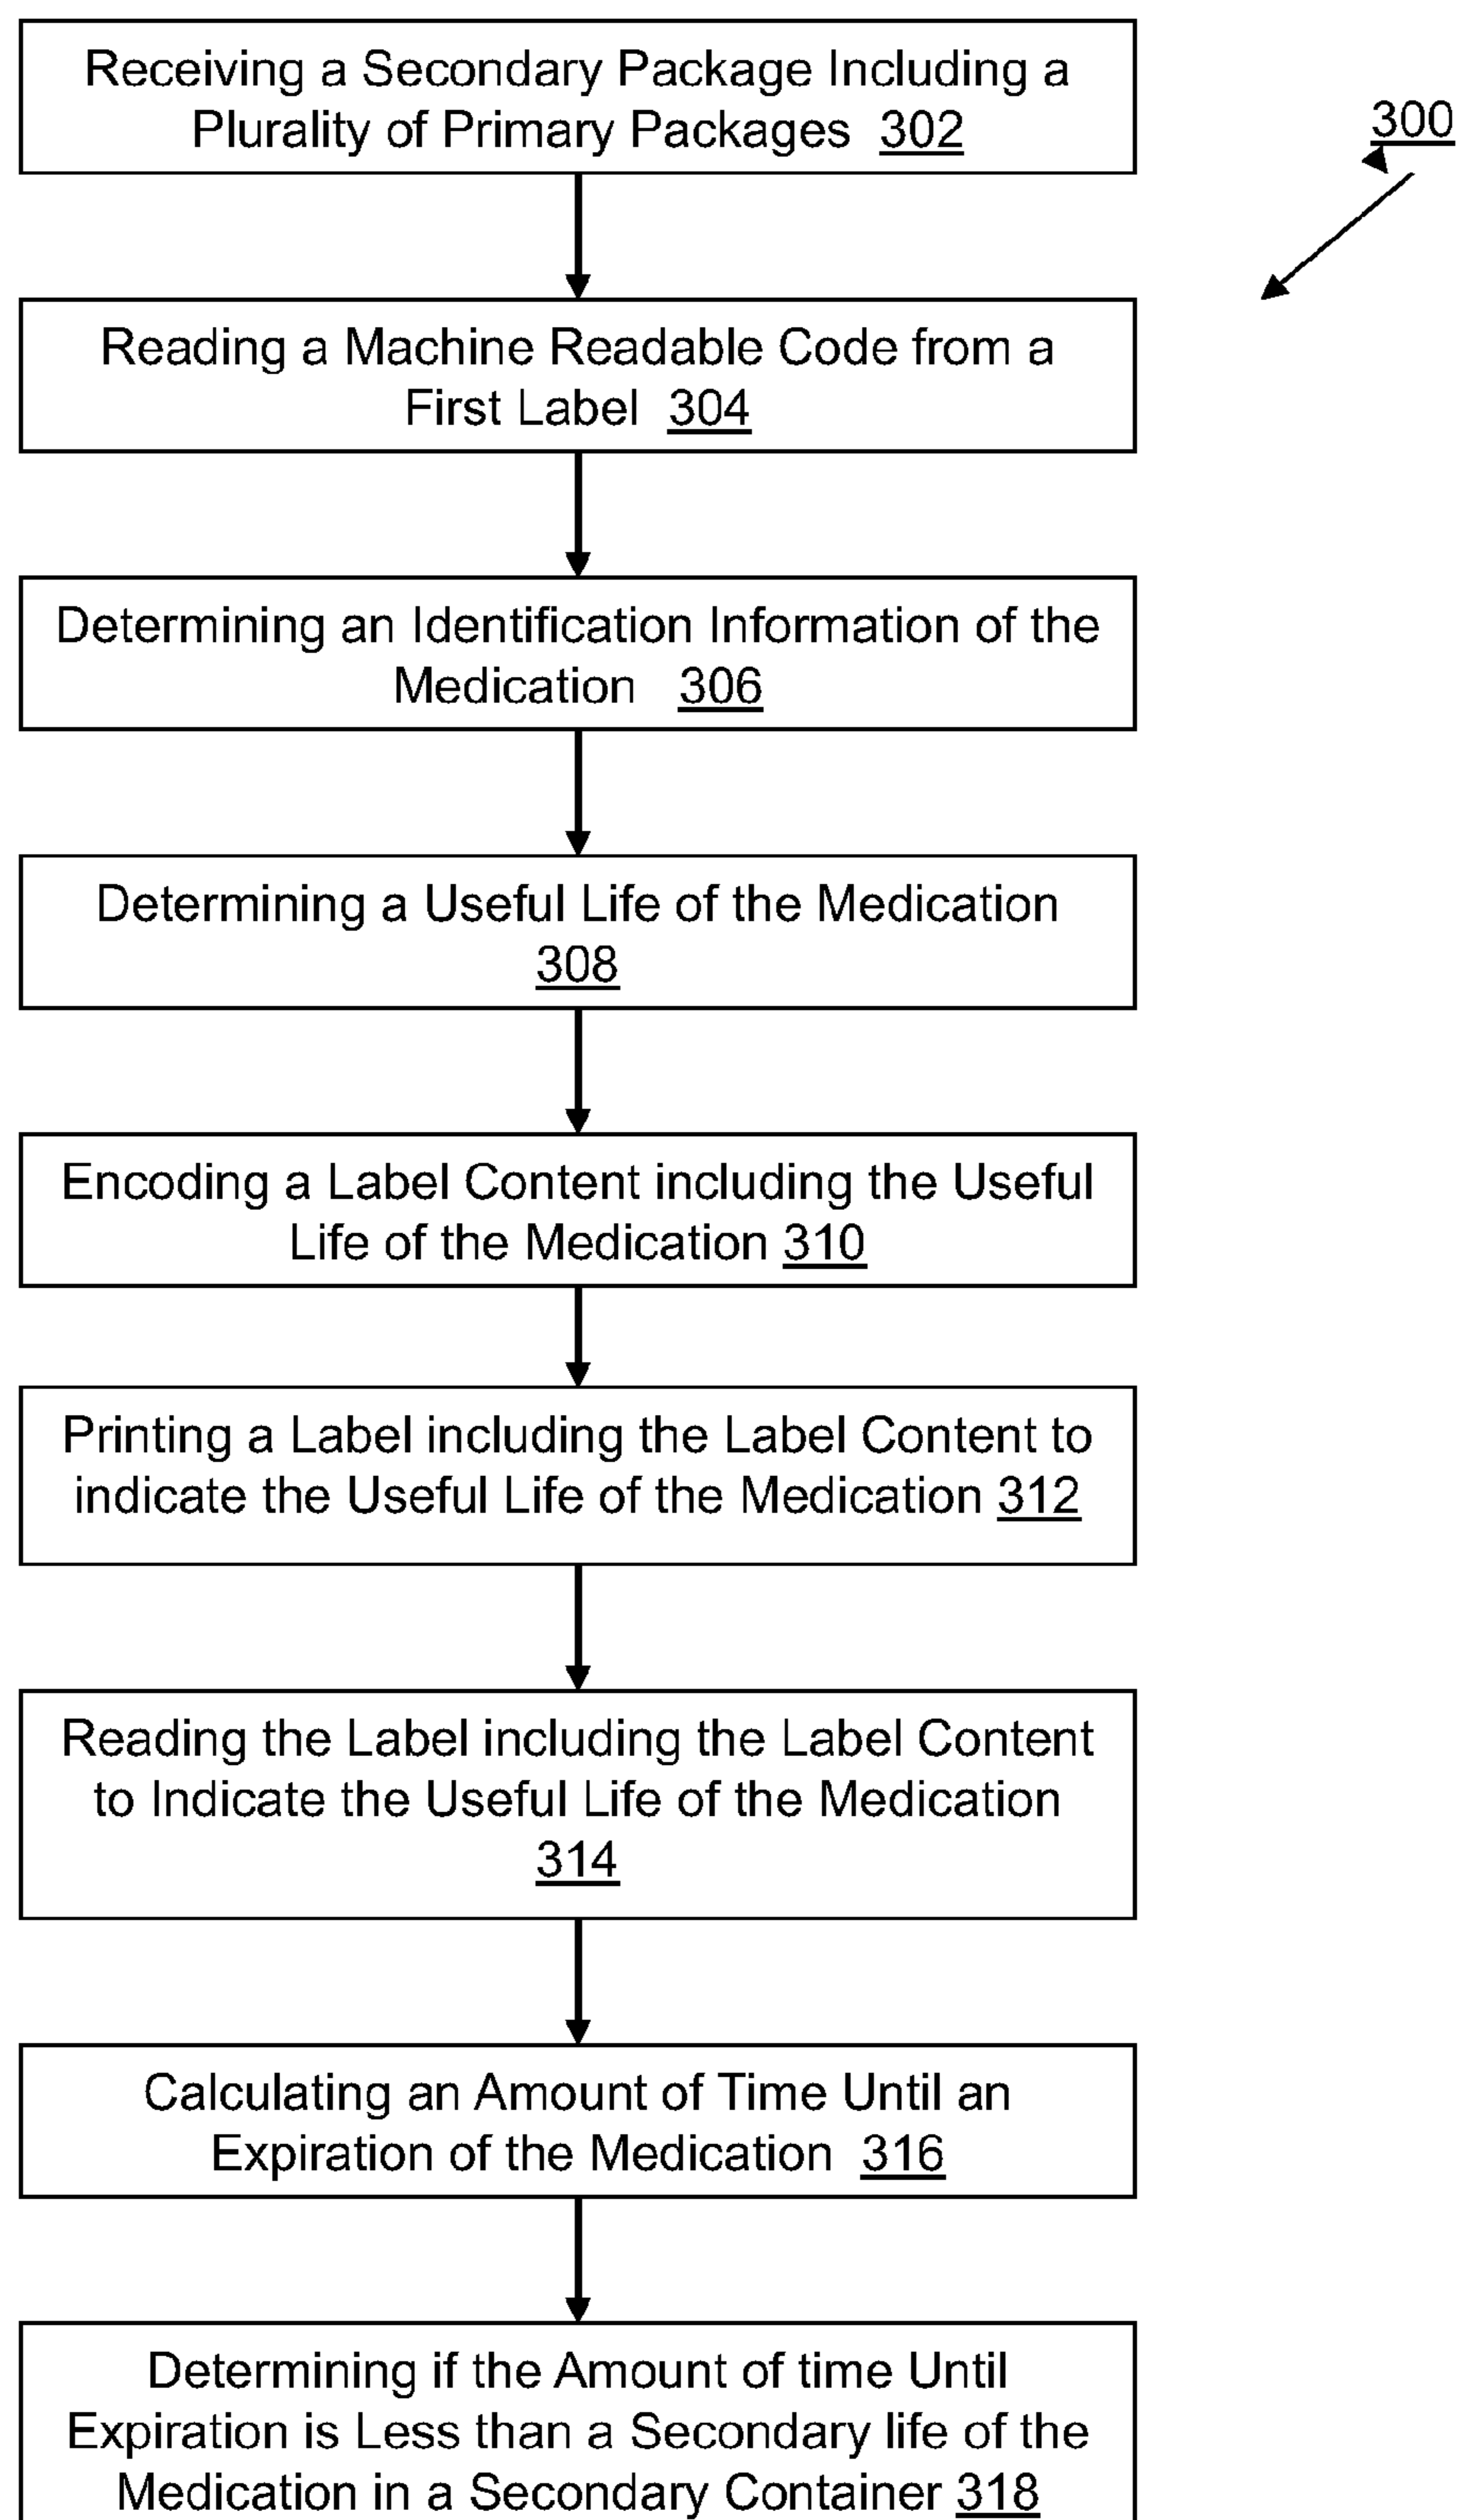 Receiving a Secondary Package Including a
Plurality of Primary Packages 302
300
Reading a Machine Readable Code from a
First Label 304
Determining an Identification Information of the
Medication 306
Determining a Useful Life of the Medication
308
Encoding a Label Content including the Useful
Life of the Medication 310
Printing a Label including the Label Content to
indicate the Useful Life of the Medication 312
Reading the Label including the Label Content
to Indicate the Useful Life of the Medication
314
Calculating an Amount of Time Until an
Expiration of the Medication 316
Determining if the Amount of time Until
Expiration is Less than a Secondary life of the
Medication in a Secondary Container 318